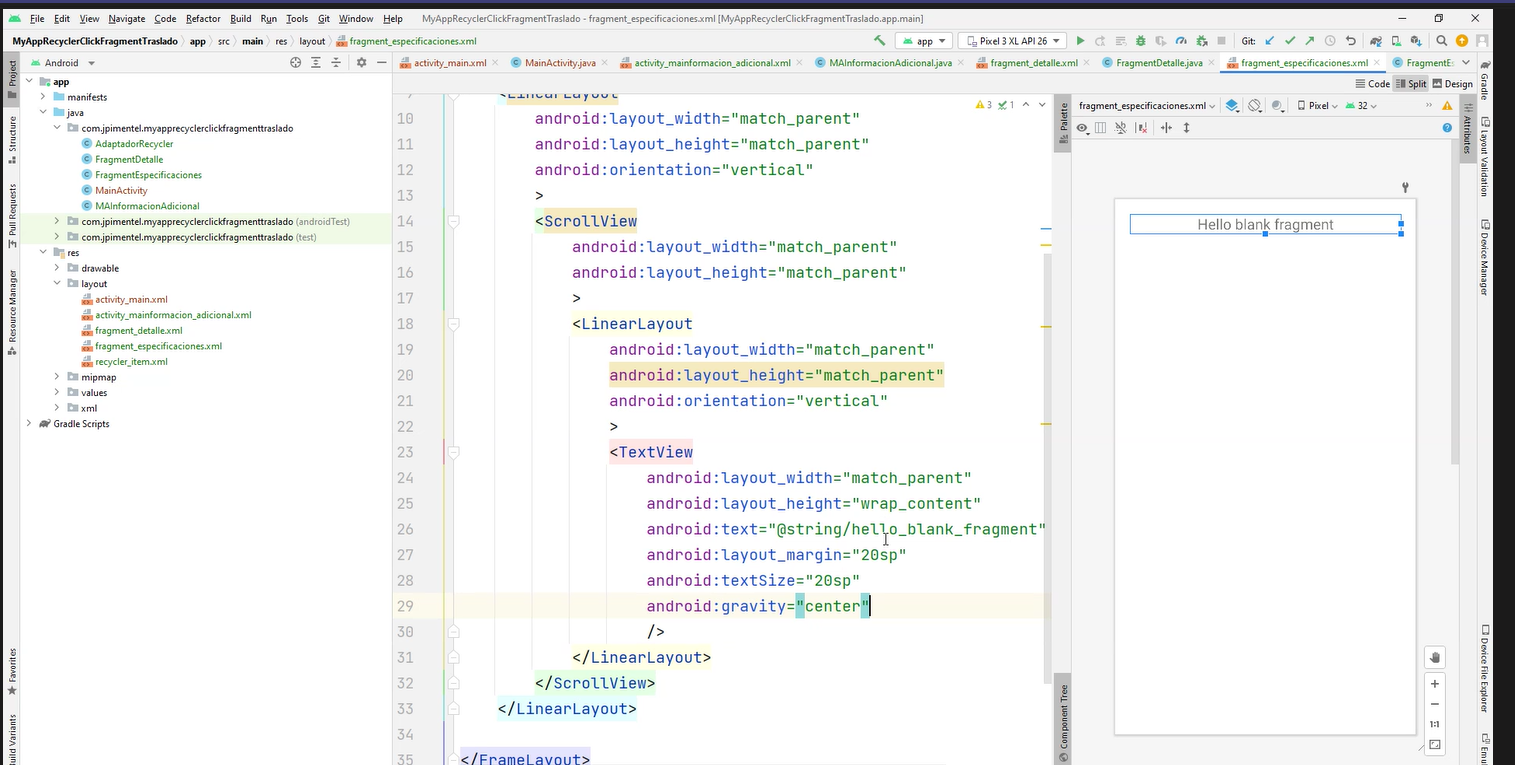 File Edit View Navigate Code Refactor Build Run Tools Git Window Help MyAppRecyclerClickFragmentTraslado - fragment_especificaciones.xml [MyAppRecyclerClickFragmentTraslado.app.main]
MyAppRecyclerClickFragmentTraslado app src main res layout fragment_especificaciones.xml app Pixel 3 XL API 26 Git:
Android activity_main.xml MainActivity.java activity_mainformacion_adicional.xml MAInformacionAdicional.java fragment_detalle.xml FragmentDetalle.java fragment_especificaciones.xml FragmentEs
Code Split Design
fragment_especificaciones.xml Pixel 32
Project
Structure
Pull Requests
Resource Manager
Favorites
Build Variants
app
manifests
java
com.jpimentel.myapprecyclerclickfragmenttraslado
AdaptadorRecycler
FragmentDetalle
FragmentEspecificaciones
MainActivity
MAInformacionAdicional
com.jpimentel.myapprecyclerclickfragmenttraslado (androidTest)
com.jpimentel.myapprecyclerclickfragmenttraslado (test)
res
drawable
layout
activity_main.xml
activity_mainformacion_adicional.xml
fragment_detalle.xml
fragment_especificaciones.xml
recycler_item.xml
mipmap
values
xml
Gradle Scripts
3 1
9 <LinearLayout
10 android:layout_width="match_parent"
11 android:layout_height="match_parent"
12 android:orientation="vertical"
13 >
14 <ScrollView
15 android:layout_width="match_parent"
16 android:layout_height="match_parent"
17 >
18 <LinearLayout
19 android:layout_width="match_parent"
20 android:layout_height="match_parent"
21 android:orientation="vertical"
22 >
23 <TextView
24 android:layout_width="match_parent"
25 android:layout_height="wrap_content"
26 android:text="@string/hello_blank_fragment"
27 android:layout_margin="20sp"
28 android:textSize="20sp"
29 android:gravity="center"
30 />
31 </LinearLayout>
32 </ScrollView>
33 </LinearLayout>
34
35 </FrameLayout>
Palette
Component Tree
Hello blank fragment
1:1
Attributes
Gradle
Layout Validation
Device Manager
Device File Explorer
Emul